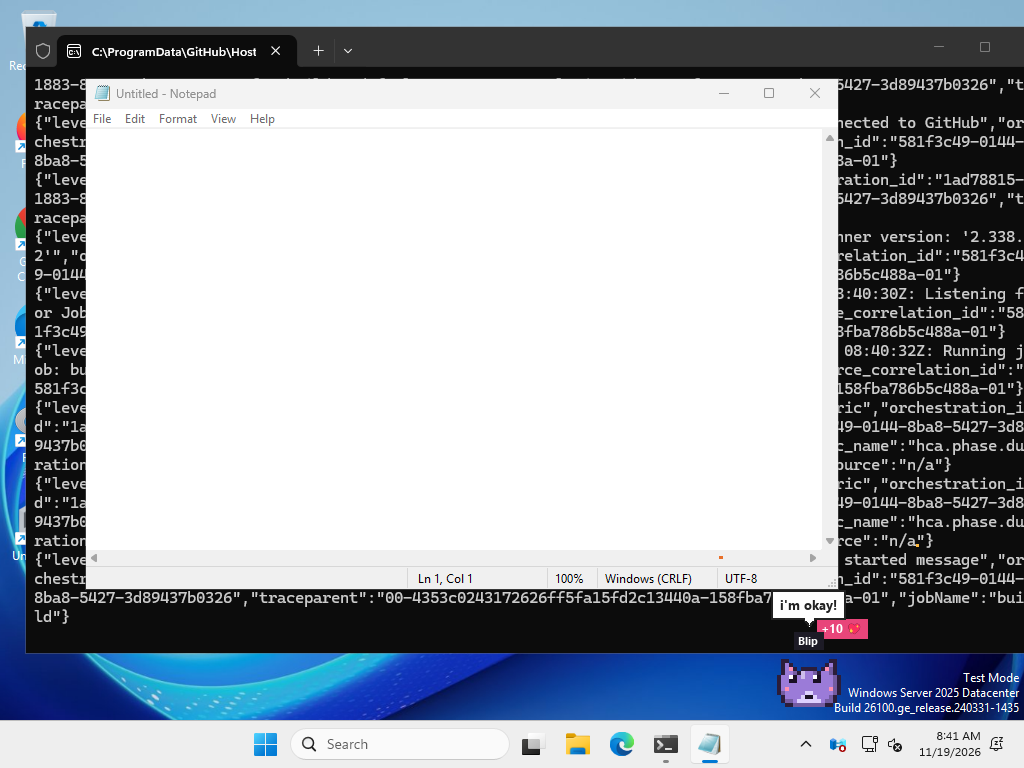 C:\ProgramData\GitHub\Host
Untitled - Notepad
File Edit Format View Help
1883-8
5427-3d89437b0326","t
racepa
{"leve
nected to GitHub","or
chestr
n_id":"581f3c49-0144-
8ba8-5
8a-01"}
{"leve
ration_id":"1ad78815-
1883-8
5427-3d89437b0326","t
racepa
{"leve
nner version: '2.338.
2'","o
relation_id":"581f3c4
9-0144
86b5c488a-01"}
{"leve
8:40:30Z: Listening f
or Job
e_correlation_id":"58
1f3c49
8fba786b5c488a-01"}
{"leve
08:40:32Z: Running j
ob: bu
rce_correlation_id":"
581f3c
158fba786b5c488a-01"}
{"leve
ric","orchestration_i
d":"1a
49-0144-8ba8-5427-3d8
9437b0
c_name":"hca.phase.du
ration
ource":"n/a"}
{"leve
ric","orchestration_i
d":"1a
49-0144-8ba8-5427-3d8
9437b0
c_name":"hca.phase.du
ration
rce":"n/a"}
{"leve
started message","or
chestr
n_id":"581f3c49-0144-
Ln 1, Col 1 100% Windows (CRLF) UTF-8
8ba8-5427-3d89437b0326","traceparent":"00-4353c0243172626ff5fa15fd2c13440a-158fba7
a-01","jobName":"bui
ld"}
i'm okay!
+10
Blip
Test Mode
Windows Server 2025 Datacenter
Build 26100.ge_release.240331-1435
Search
8:41 AM
11/19/2026